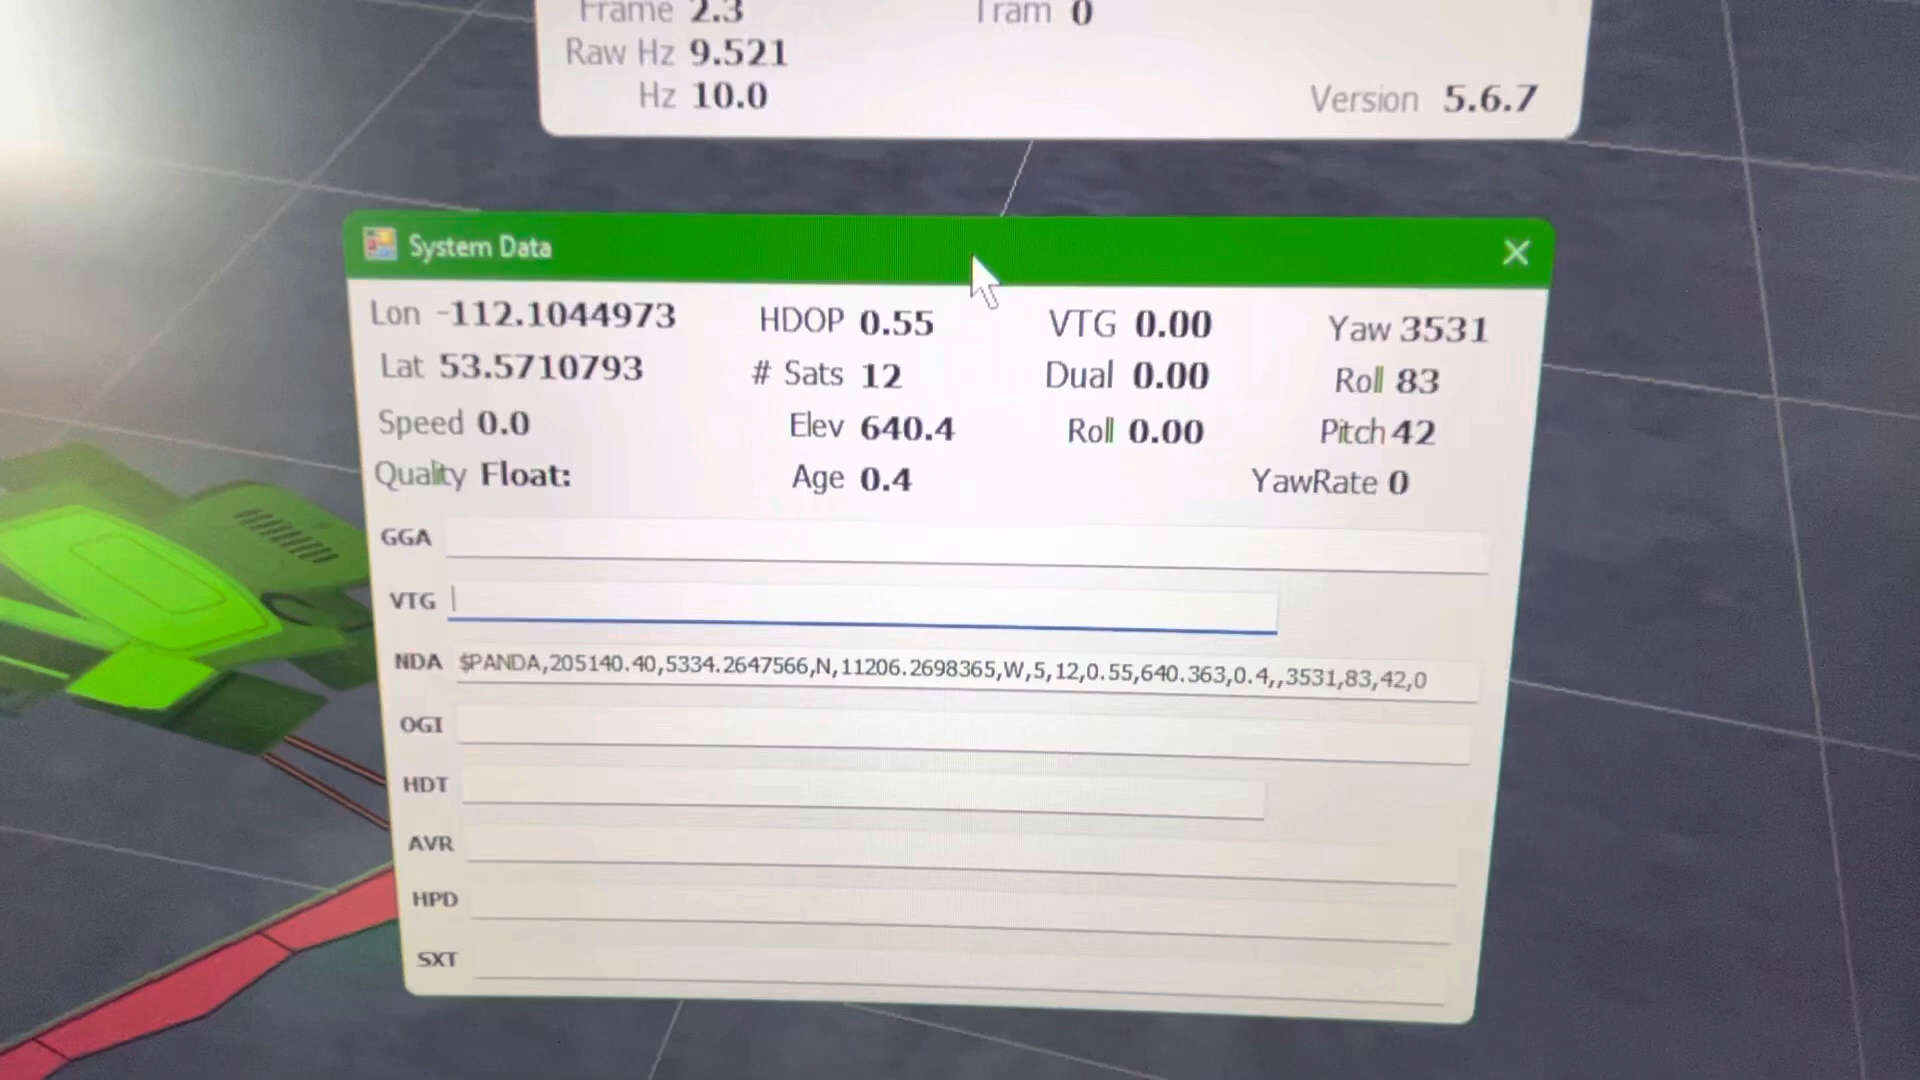 Frame 2.3 Tram 0
Raw Hz 9.521
Hz 10.0 Version 5.6.7
System Data
Lon -112.1044973 HDOP 0.55 VTG 0.00 Yaw 3531
Lat 53.5710793 # Sats 12 Dual 0.00 Roll 83
Speed 0.0 Elev 640.4 Roll 0.00 Pitch 42
Quality Float: Age 0.4 YawRate 0
GGA
VTG
NDA $PANDA,205140.40,5334.2647566,N,11206.2698365,W,5,12,0.55,640.363,0.4,,3531,83,42,0
OGI
HDT
AVR
HPD
SXT